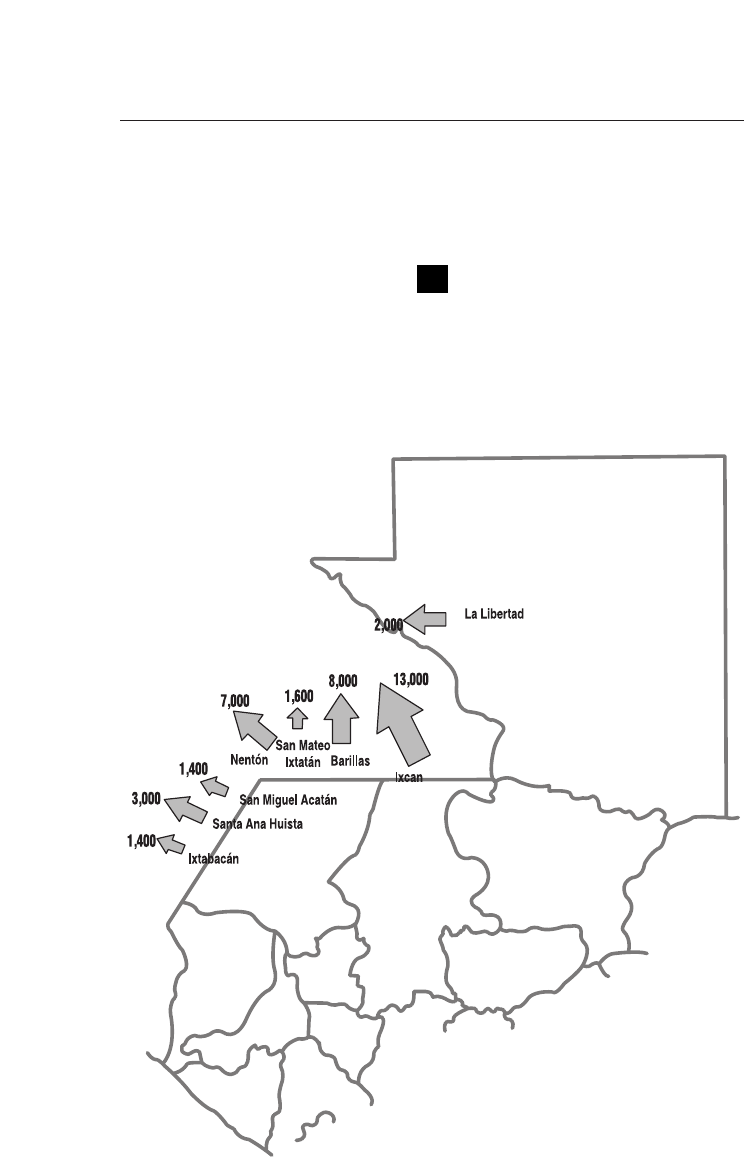 La Libertad
2,000
13,000
8,000
1,600
7,000
San Mateo
Ixtatán
Nentón
Barillas
1,400
Ixcan
3,000
San Miguel Acatán
Santa Ana Huista
1,400
Ixtabacán